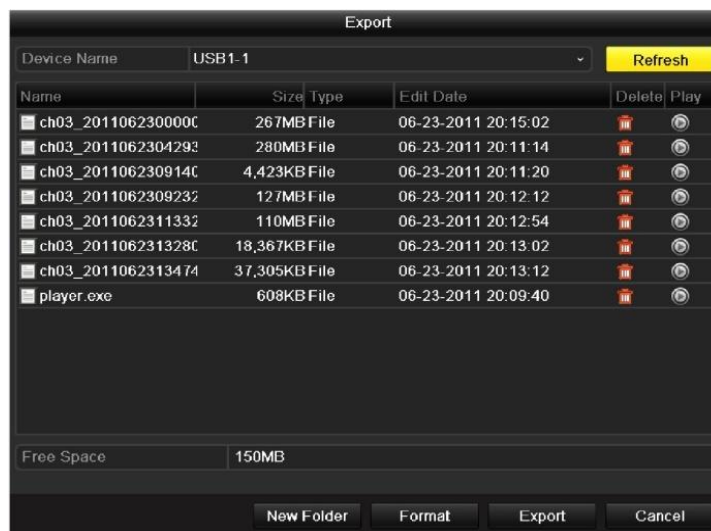 Export
Device Name USB1-1 Refresh
Name Size Type Edit Date Delete Play
ch03_201106230000C 267MB File 06-23-2011 20:15:02
ch03_2011062304293 280MB File 06-23-2011 20:11:14
ch03_201106230914C 4,423KB File 06-23-2011 20:11:20
ch03_2011062309232 127MB File 06-23-2011 20:12:12
ch03_2011062311332 110MB File 06-23-2011 20:12:54
ch03_201106231328C 18,367KB File 06-23-2011 20:13:02
ch03_2011062313474 37,305KB File 06-23-2011 20:13:12
player.exe 608KB File 06-23-2011 20:09:40
Free Space 150MB
New Folder Format Export Cancel